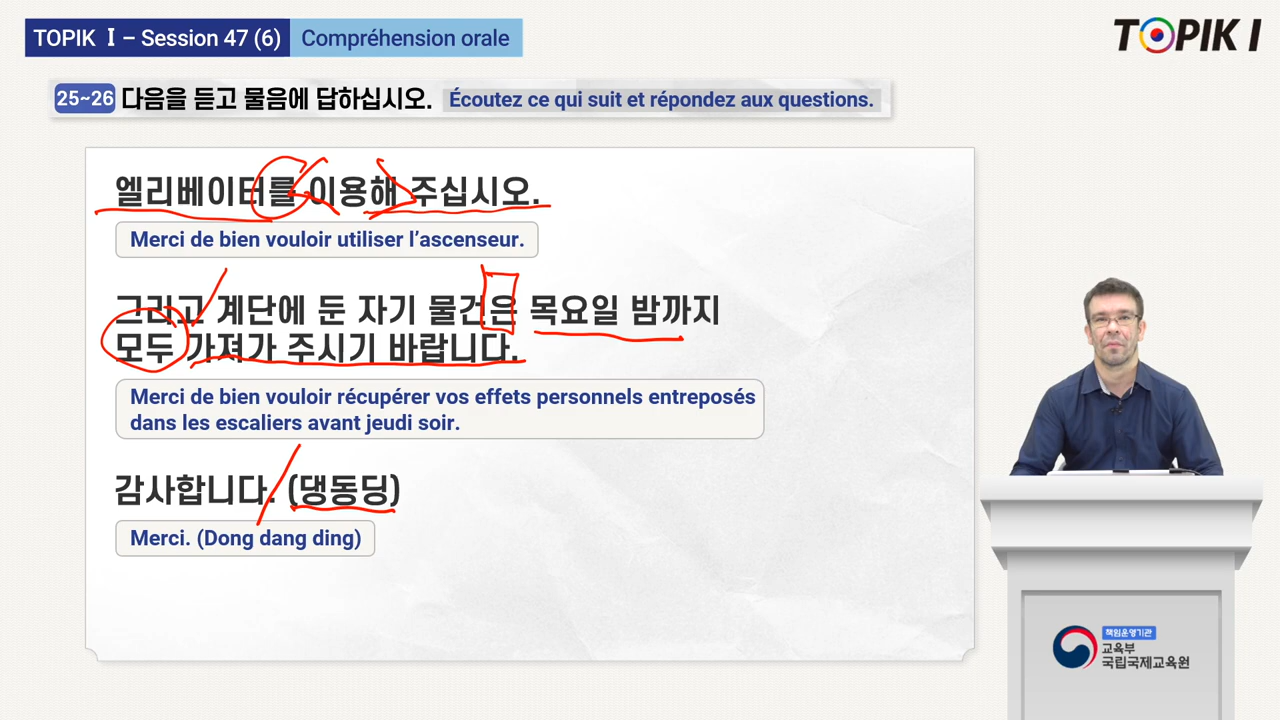 TOPIK Ⅰ – Session 47 (6) Compréhension orale
TOPIK I
25~26 다음을 듣고 물음에 답하십시오. Écoutez ce qui suit et répondez aux questions.
엘리베이터를 이용해 주십시오.
Merci de bien vouloir utiliser l’ascenseur.
그리고 계단에 둔 자기 물건은 목요일 밤까지
모두 가져가 주시기 바랍니다.
Merci de bien vouloir récupérer vos effets personnels entreposés
dans les escaliers avant jeudi soir.
감사합니다. (댕동딩)
Merci. (Dong dang ding)
책임운영기관
교육부
국립국제교육원